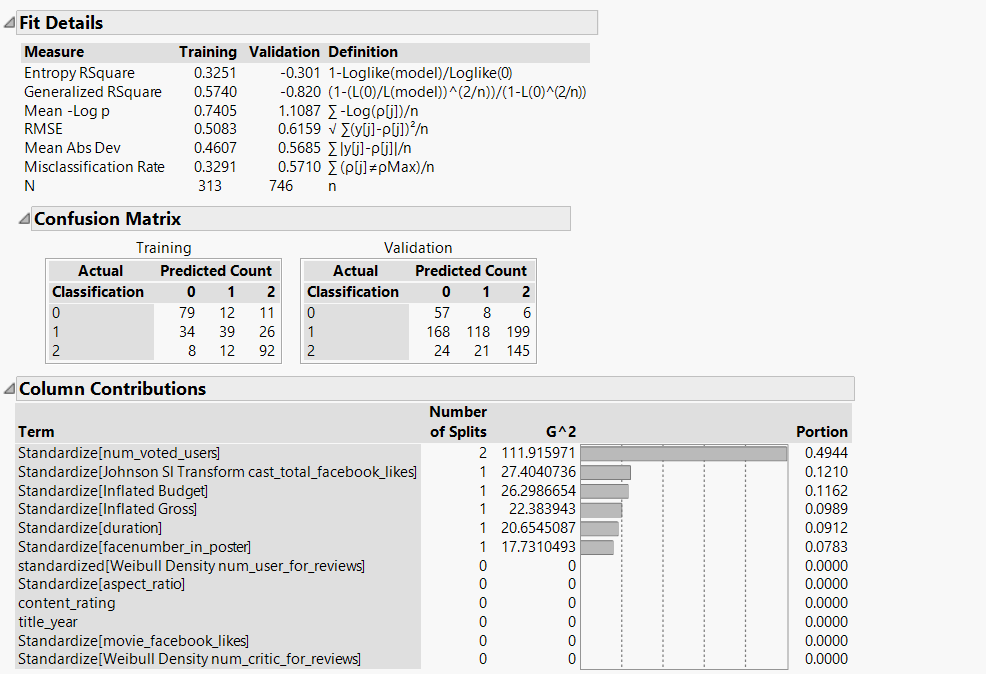 Fit Details
Measure Training Validation Definition
Entropy RSquare 0.3251 -0.301 1-Loglike(model)/Loglike(0)
Generalized RSquare 0.5740 -0.820 (1-(L(0)/L(model))^(2/n))/(1-L(0)^(2/n))
Mean -Log p 0.7405 1.1087 ∑ -Log(ρ[j])/n
RMSE 0.5083 0.6159 √ ∑(y[j]-ρ[j])²/n
Mean Abs Dev 0.4607 0.5685 ∑ |y[j]-ρ[j]|/n
Misclassification Rate 0.3291 0.5710 ∑ (ρ[j]≠ρMax)/n
N 313 746 n
Confusion Matrix
Training Validation
Actual Predicted Count Actual Predicted Count
Classification 0 1 2 Classification 0 1 2
0 79 12 11 0 57 8 6
1 34 39 26 1 168 118 199
2 8 12 92 2 24 21 145
Column Contributions
Number
Term of Splits G^2 Portion
Standardize[num_voted_users] 2 111.915971 0.4944
Standardize[Johnson Sl Transform cast_total_facebook_likes] 1 27.4040736 0.1210
Standardize[Inflated Budget] 1 26.2986654 0.1162
Standardize[Inflated Gross] 1 22.383943 0.0989
Standardize[duration] 1 20.6545087 0.0912
Standardize[facenumber_in_poster] 1 17.7310493 0.0783
standardized[Weibull Density num_user_for_reviews] 0 0 0.0000
Standardize[aspect_ratio] 0 0 0.0000
content_rating 0 0 0.0000
title_year 0 0 0.0000
Standardize[movie_facebook_likes] 0 0 0.0000
Standardize[Weibull Density num_critic_for_reviews] 0 0 0.0000